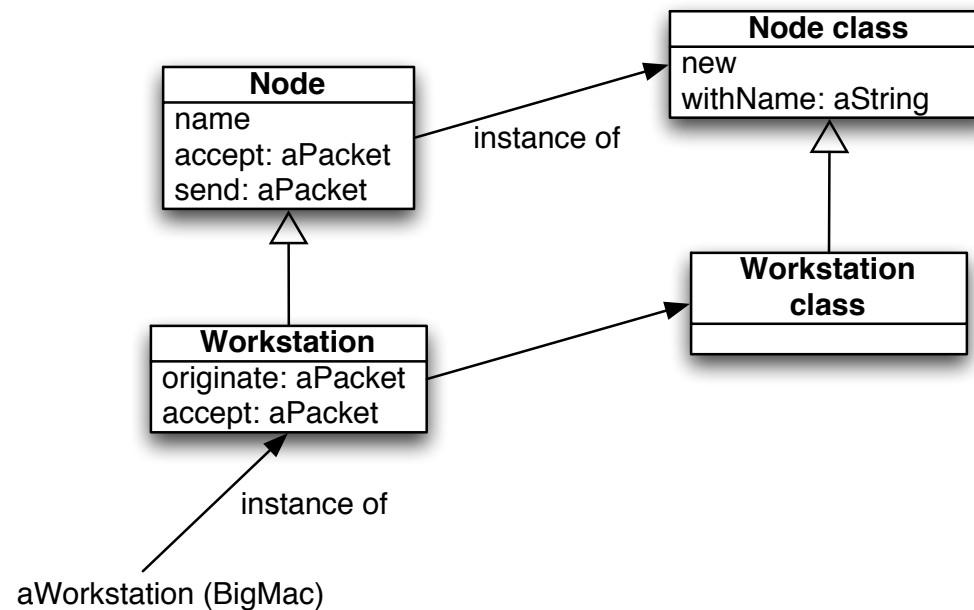 Node class
new
withName: aString
Node
name
accept: aPacket
send: aPacket
instance of
Workstation
class
Workstation
originate: aPacket
accept: aPacket
instance of
aWorkstation (BigMac)